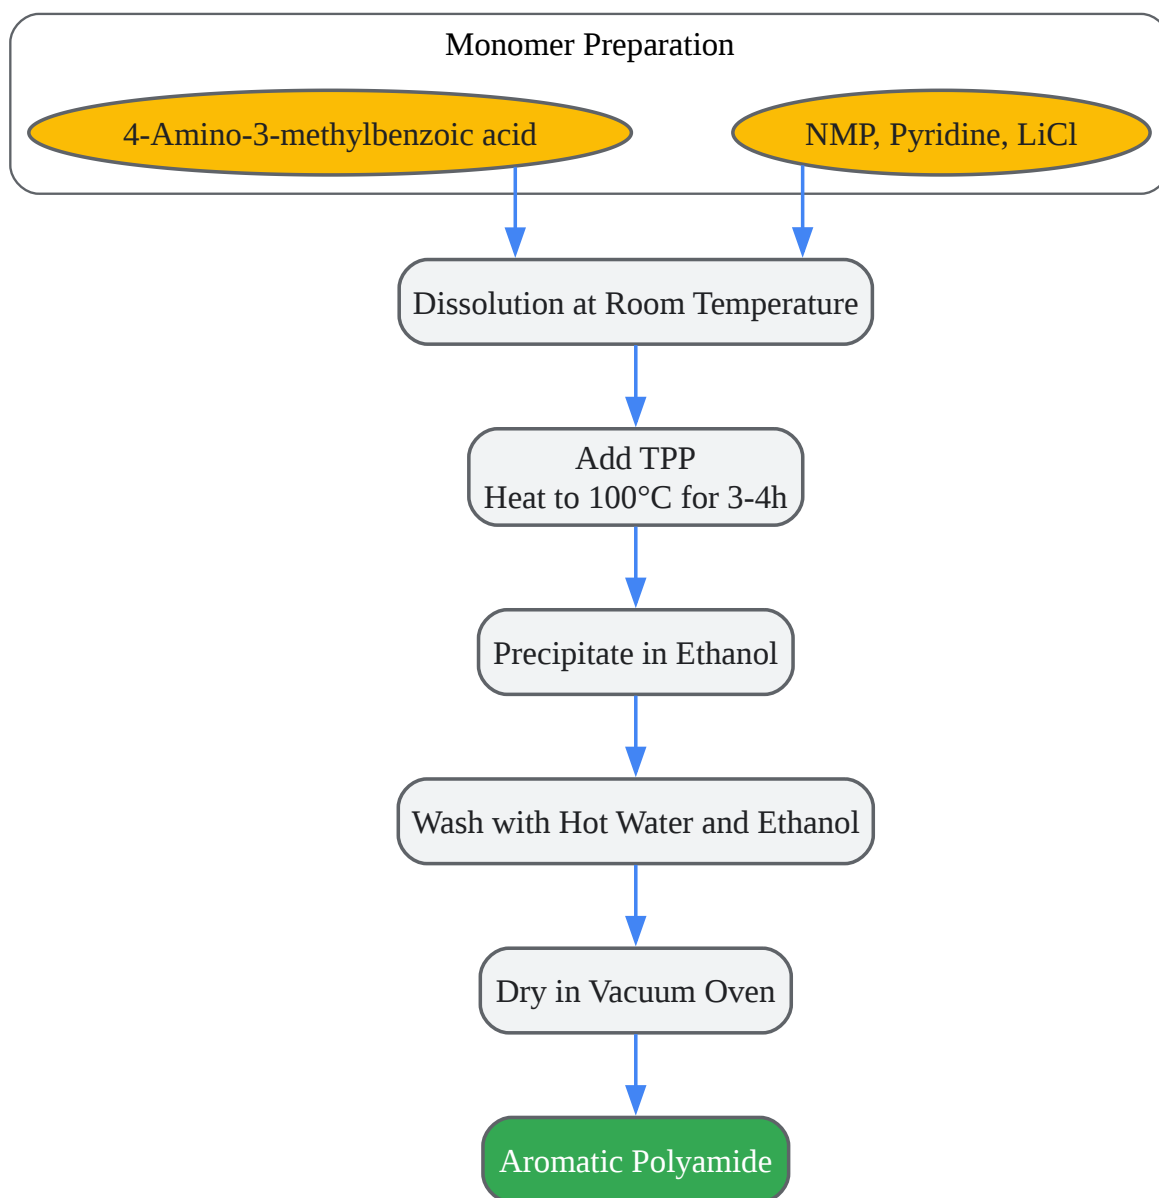 Monomer Preparation
4-Amino-3-methylbenzoic acid
NMP, Pyridine, LiCl
Dissolution at Room Temperature
Add TPP
Heat to 100°C for 3-4h
Precipitate in Ethanol
Wash with Hot Water and Ethanol
Dry in Vacuum Oven
Aromatic Polyamide